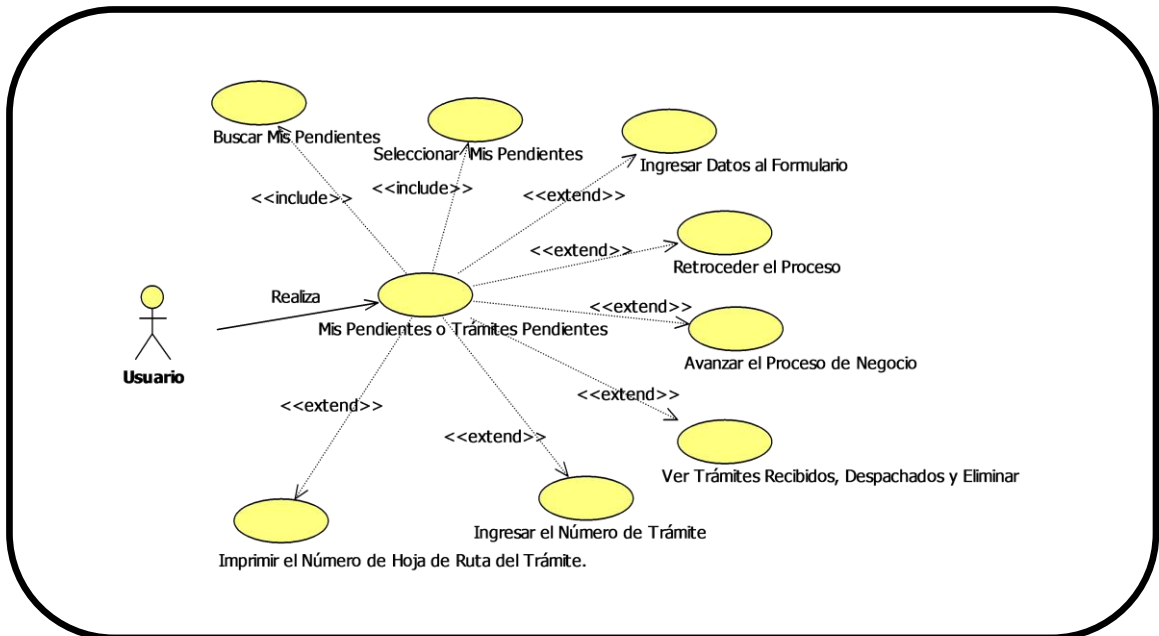 Buscar Mis Pendientes
Seleccionar Mis Pendientes
Ingresar Datos al Formulario
<<include>>
<<include>>
<<extend>>
<<extend>>
Retroceder el Proceso
Realiza
<<extend>>
Mis Pendientes o Trámites Pendientes
Avanzar el Proceso de Negocio
Usuario
<<extend>>
<<extend>>
<<extend>>
Ver Trámites Recibidos, Despachados y Eliminar
Ingresar el Número de Trámite
Imprimir el Número de Hoja de Ruta del Trámite.